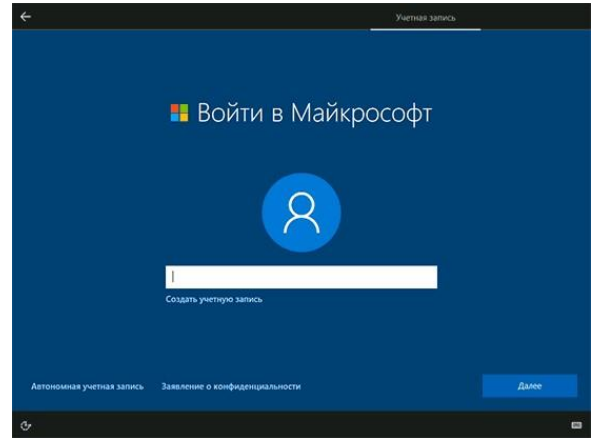 Учетная запись
Войти в Майкрософт
Создать учетную запись
Автономная учетная запись
Заявление о конфиденциальности
Далее